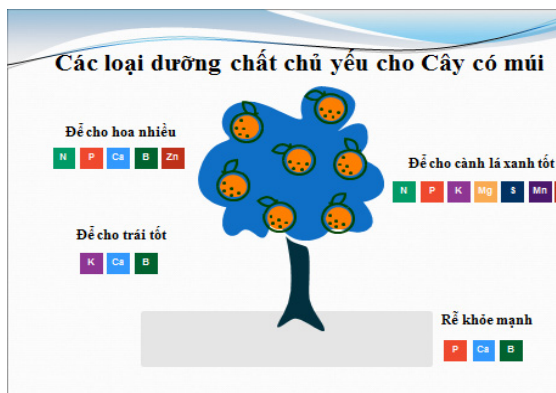 Các loại dưỡng chất chủ yếu cho Cây có múi
Để cho hoa nhiều
N P Ca B Zn
Để cho cành lá xanh tốt
N P K Mg S Mn
Để cho trái tốt
K Ca B
Rễ khỏe mạnh
P Ca B